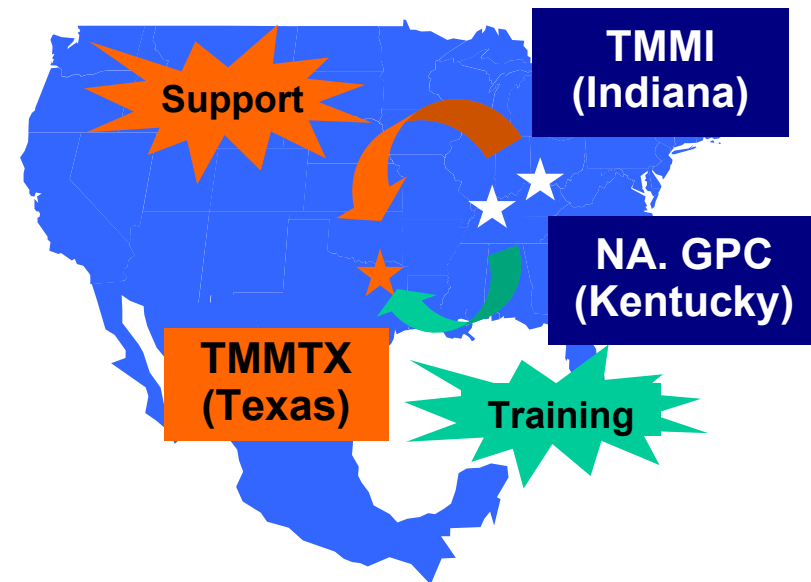 TMMI
(Indiana)
Support
NA. GPC
(Kentucky)
TMMTX
(Texas)
Training